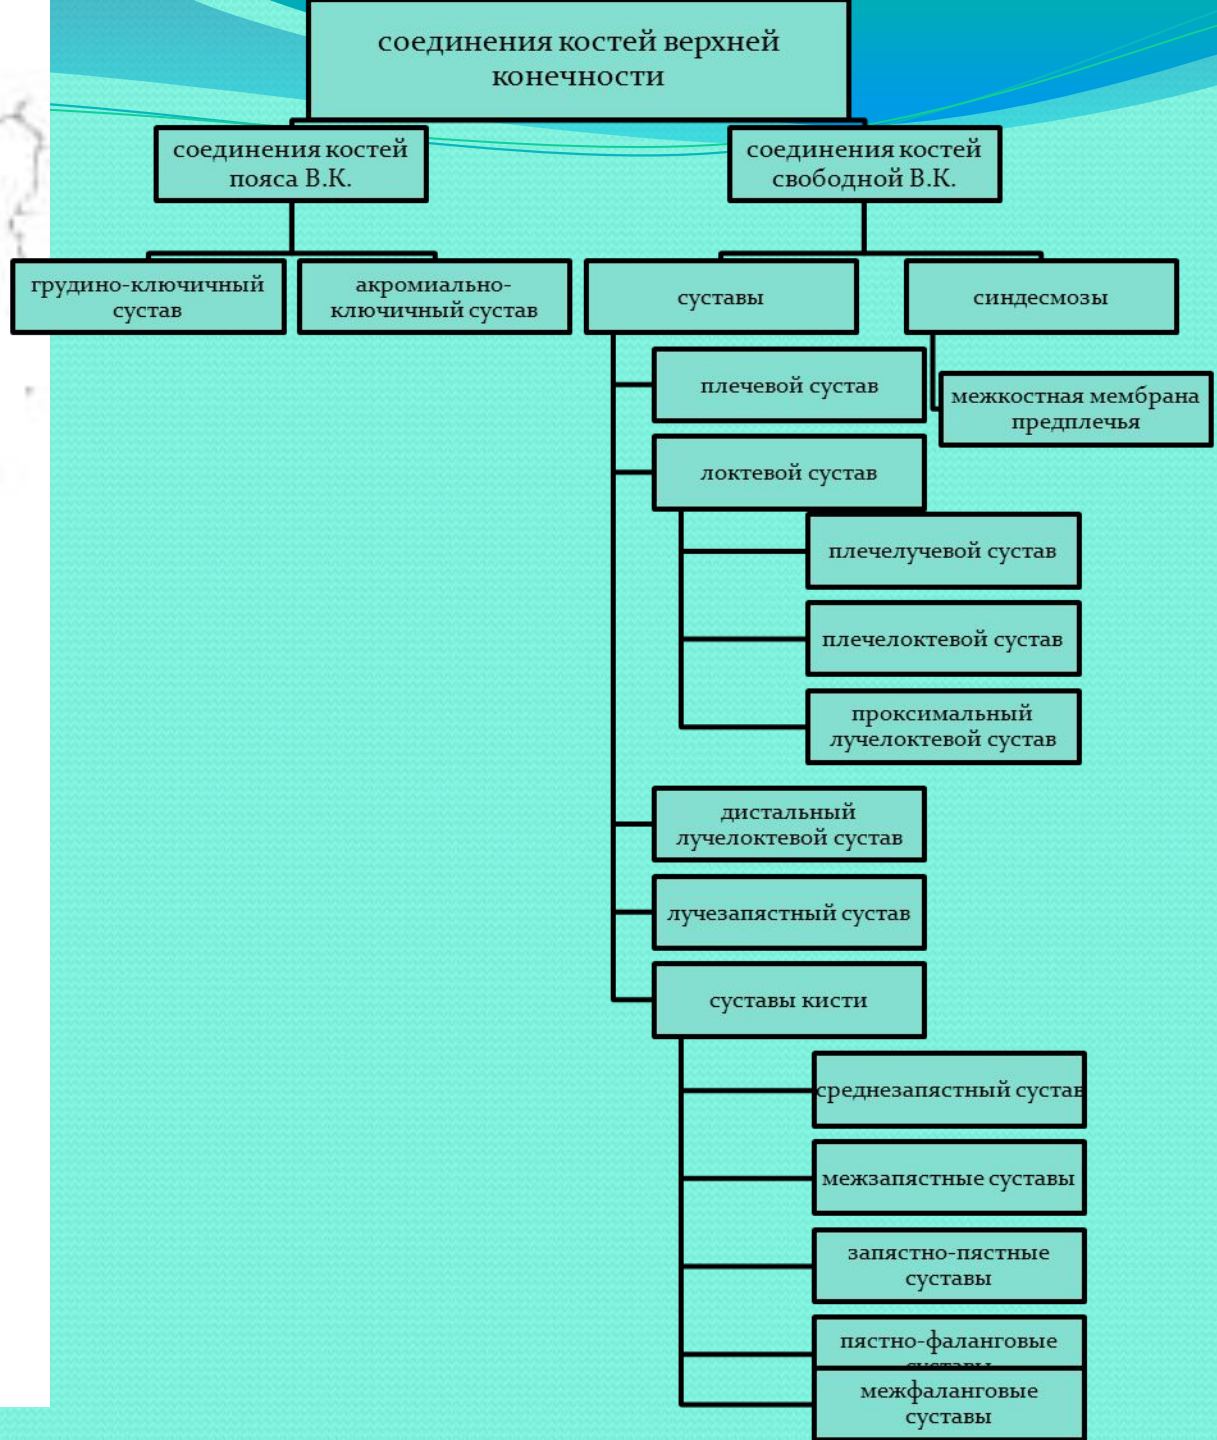 соединения костей верхней
конечности
соединения костей
пояса В.К.
соединения костей
свободной В.К.
грудино-ключичный
сустав
акромиально-
ключичный сустав
суставы
синдесмозы
плечевой сустав
межкостная мембрана
предплечья
локтевой сустав
плечелучевой сустав
плечелоктевой сустав
проксимальный
лучелоктевой сустав
дистальный
лучелоктевой сустав
лучезапястный сустав
суставы кисти
среднезапястный сустав
межзапястные суставы
запястно-пястные
суставы
пястно-фаланговые
суставы
межфаланговые
суставы